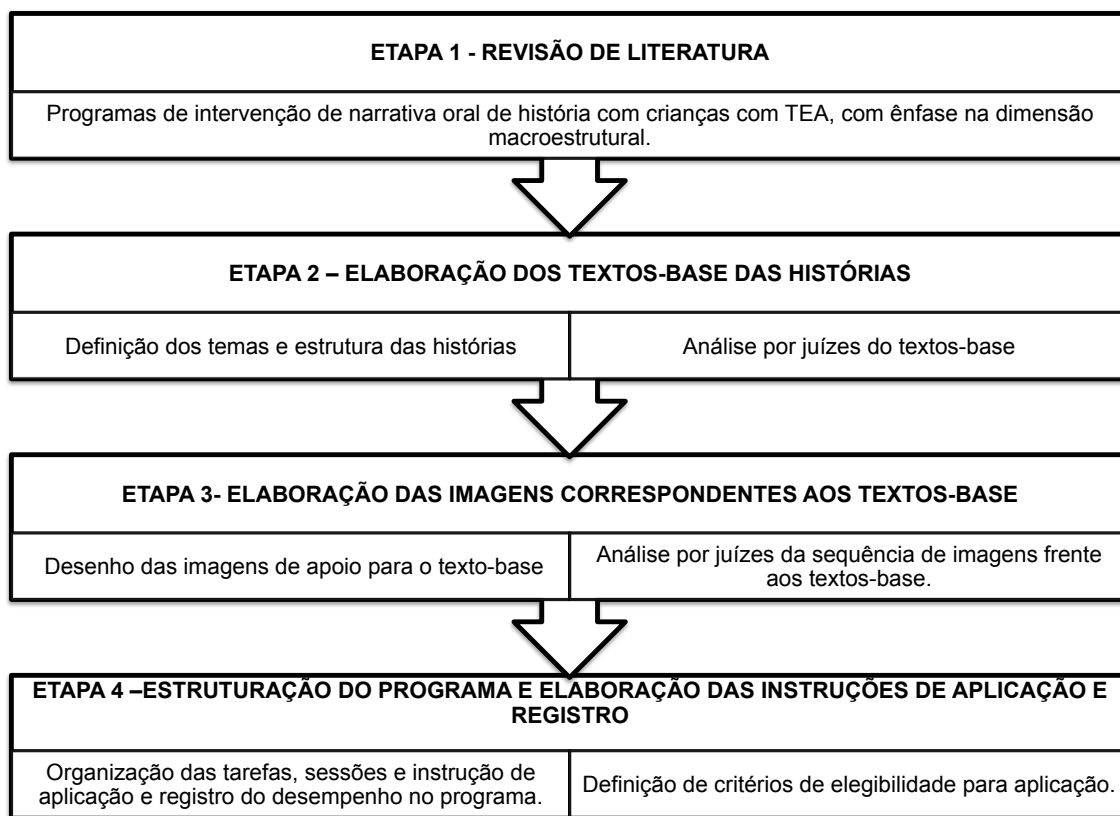 ETAPA 1 - REVISÃO DE LITERATURA
Programas de intervenção de narrativa oral de história com crianças com TEA, com ênfase na dimensão
macroestrutural.
ETAPA 2 – ELABORAÇÃO DOS TEXTOS-BASE DAS HISTÓRIAS
Definição dos temas e estrutura das histórias
Análise por juízes do textos-base
ETAPA 3- ELABORAÇÃO DAS IMAGENS CORRESPONDENTES AOS TEXTOS-BASE
Desenho das imagens de apoio para o texto-base
Análise por juízes da sequência de imagens frente
aos textos-base.
ETAPA 4 –ESTRUTURAÇÃO DO PROGRAMA E ELABORAÇÃO DAS INSTRUÇÕES DE APLICAÇÃO E
REGISTRO
Organização das tarefas, sessões e instrução de
aplicação e registro do desempenho no programa.
Definição de critérios de elegibilidade para aplicação.